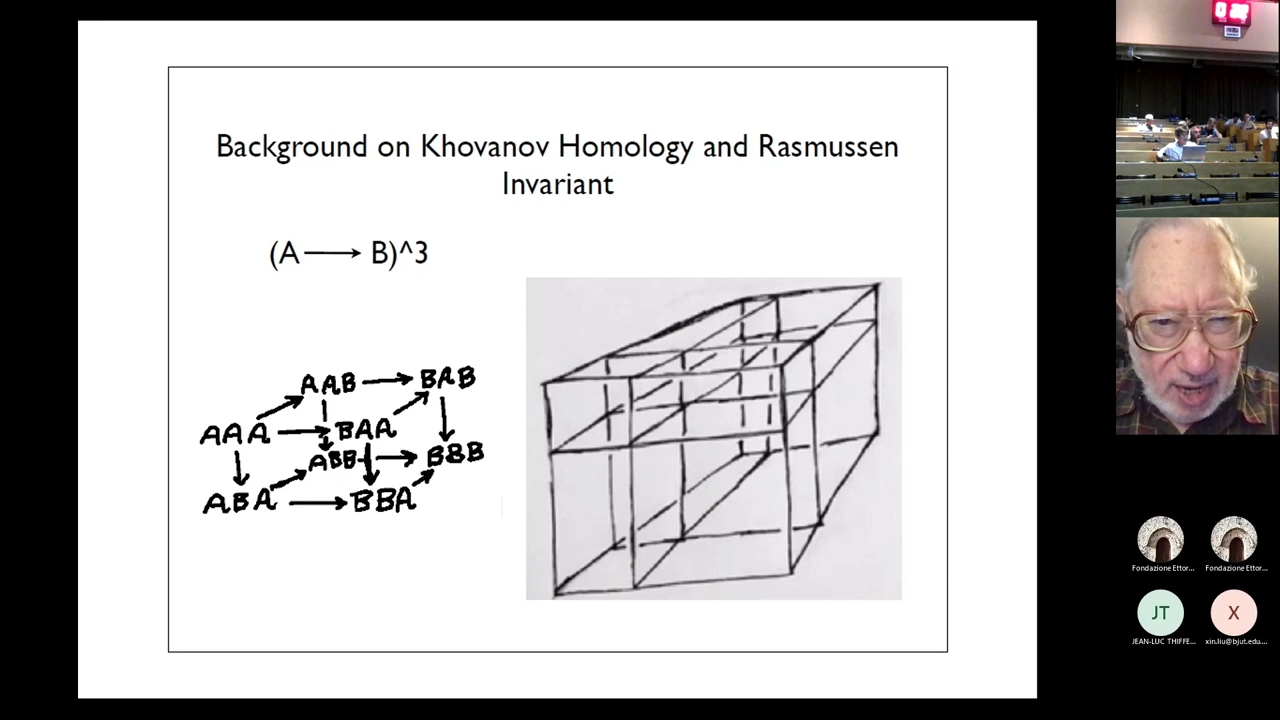 Background on Khovanov Homology and Rasmussen
Invariant
(A ⟶ B)^3
AAB → BAB
AAA → BAA
ABB → BBB
ABA → BBA
Fondazione Ettor...
Fondazione Ettor...
JT
X
JEAN-LUC THIFFE...
xin.liu@bjut.edu....